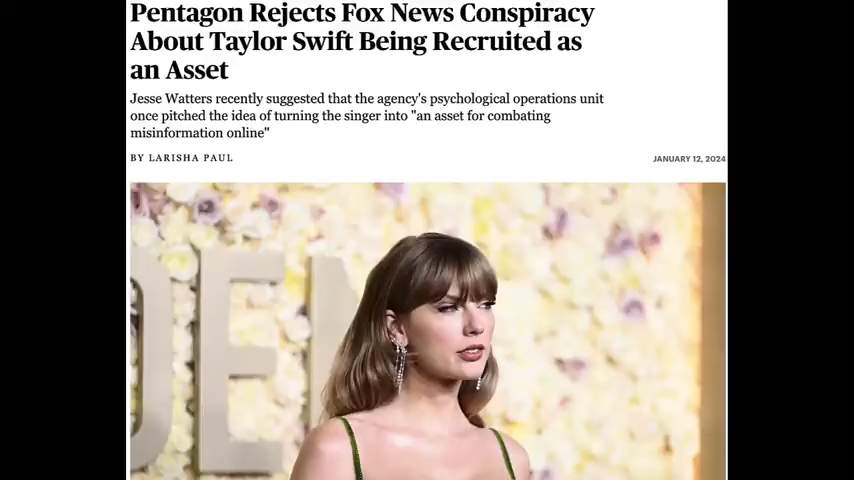 Pentagon Rejects Fox News Conspiracy
About Taylor Swift Being Recruited as
an Asset
Jesse Watters recently suggested that the agency's psychological operations unit
once pitched the idea of turning the singer into "an asset for combating
misinformation online"
BY LARISHA PAUL
JANUARY 12, 2024
DE